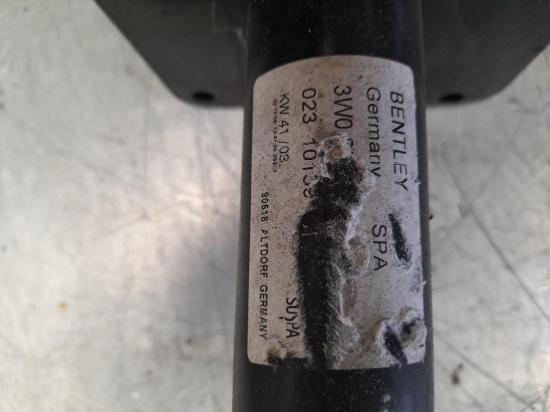 BENTLEY SPA
Germany
3W0
023 101
KW 41 /03
SUSPA
90518 ALTDORF GERMANY